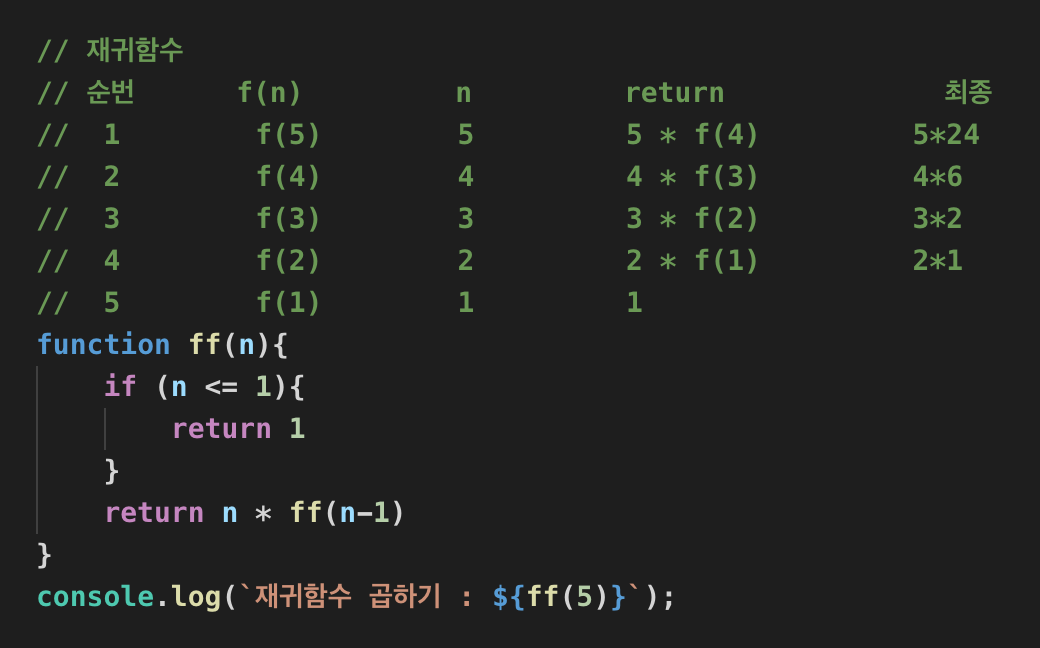 // 재귀함수
// 순번      f(n)         n         return             최종
//  1        f(5)        5         5 * f(4)         5*24
//  2        f(4)        4         4 * f(3)         4*6
//  3        f(3)        3         3 * f(2)         3*2
//  4        f(2)        2         2 * f(1)         2*1
//  5        f(1)        1         1
function ff(n){
    if (n <= 1){
        return 1
    }
    return n * ff(n-1)
}
console.log(`재귀함수 곱하기 : ${ff(5)}`);